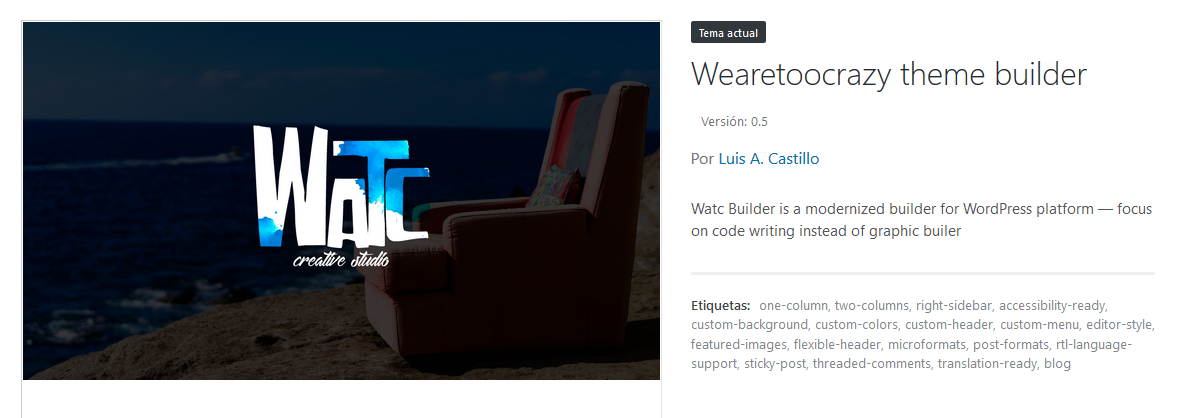 WATC
creative studio
Tema actual
Wearetoocrazy theme builder
Versión: 0.5
Por Luis A. Castillo
Watc Builder is a modernized builder for WordPress platform — focus
on code writing instead of graphic builer
Etiquetas: one-column, two-columns, right-sidebar, accessibility-ready,
custom-background, custom-colors, custom-header, custom-menu, editor-style,
featured-images, flexible-header, microformats, post-formats, rtl-language-
support, sticky-post, threaded-comments, translation-ready, blog